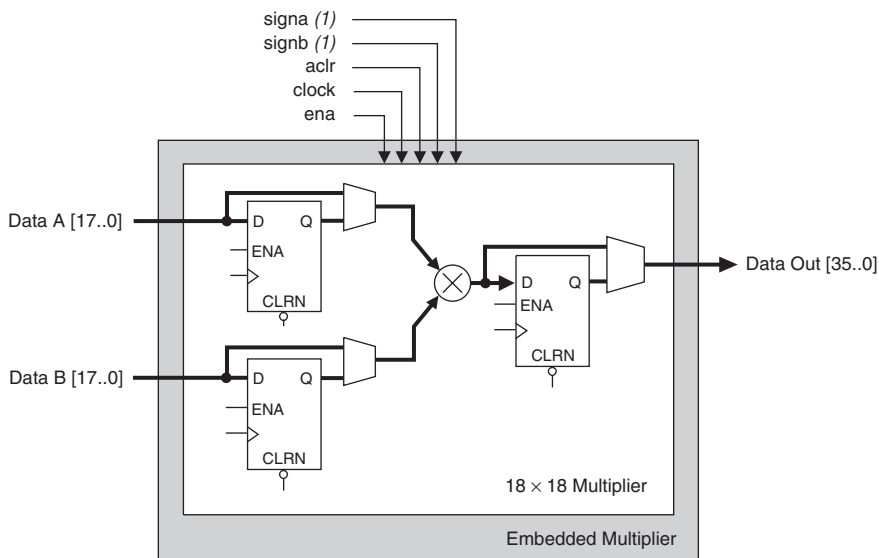 signa (1)
signb (1)
aclr
clock
ena
Data A [17..0]
D Q
ENA
CLRN
Data Out [35..0]
D Q
ENA
CLRN
Data B [17..0]
D Q
ENA
CLRN
18 × 18 Multiplier
Embedded Multiplier